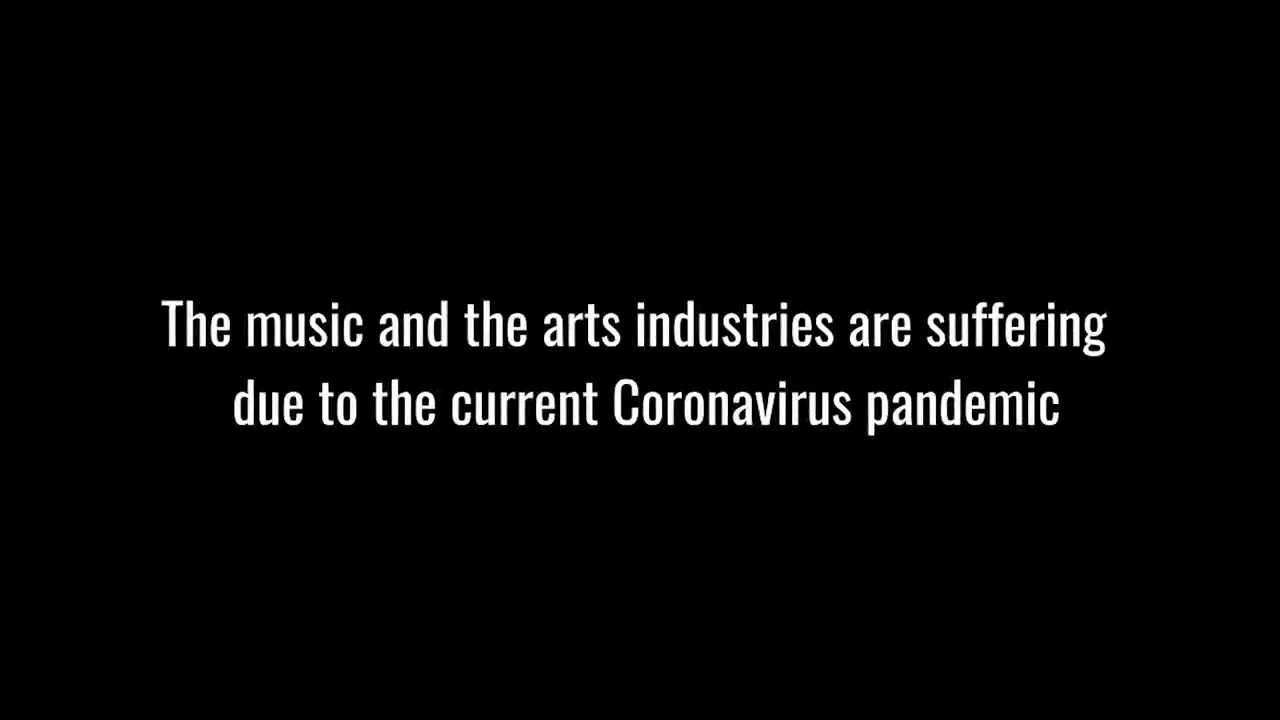 The music and the arts industries are suffering
due to the current Coronavirus pandemic